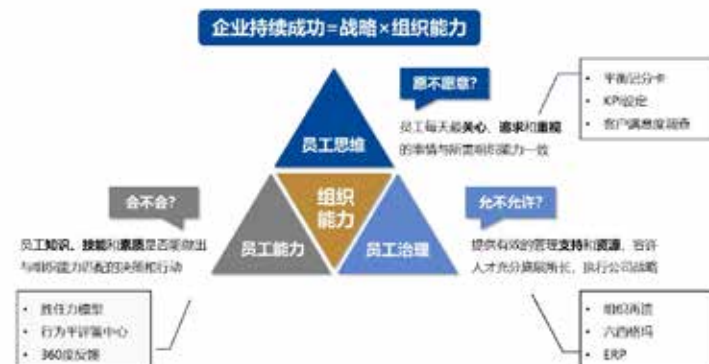 企业持续成功=战略×组织能力
愿不愿意?
员工每天最关心、追求和重视
的事情与所需组织能力一致
• 平衡记分卡
• KPI设定
• 客户满意度调查
员工思维
组织
能力
员工能力
员工治理
会不会?
员工知识、技能和素质是否能做出
与组织能力匹配的决策和行动
• 胜任力模型
• 行为评鉴中心
• 360度反馈
允不允许?
提供有效的管理支持和资源,容许
人才充分施展所长,执行公司战略
• 组织再造
• 六西格玛
• ERP